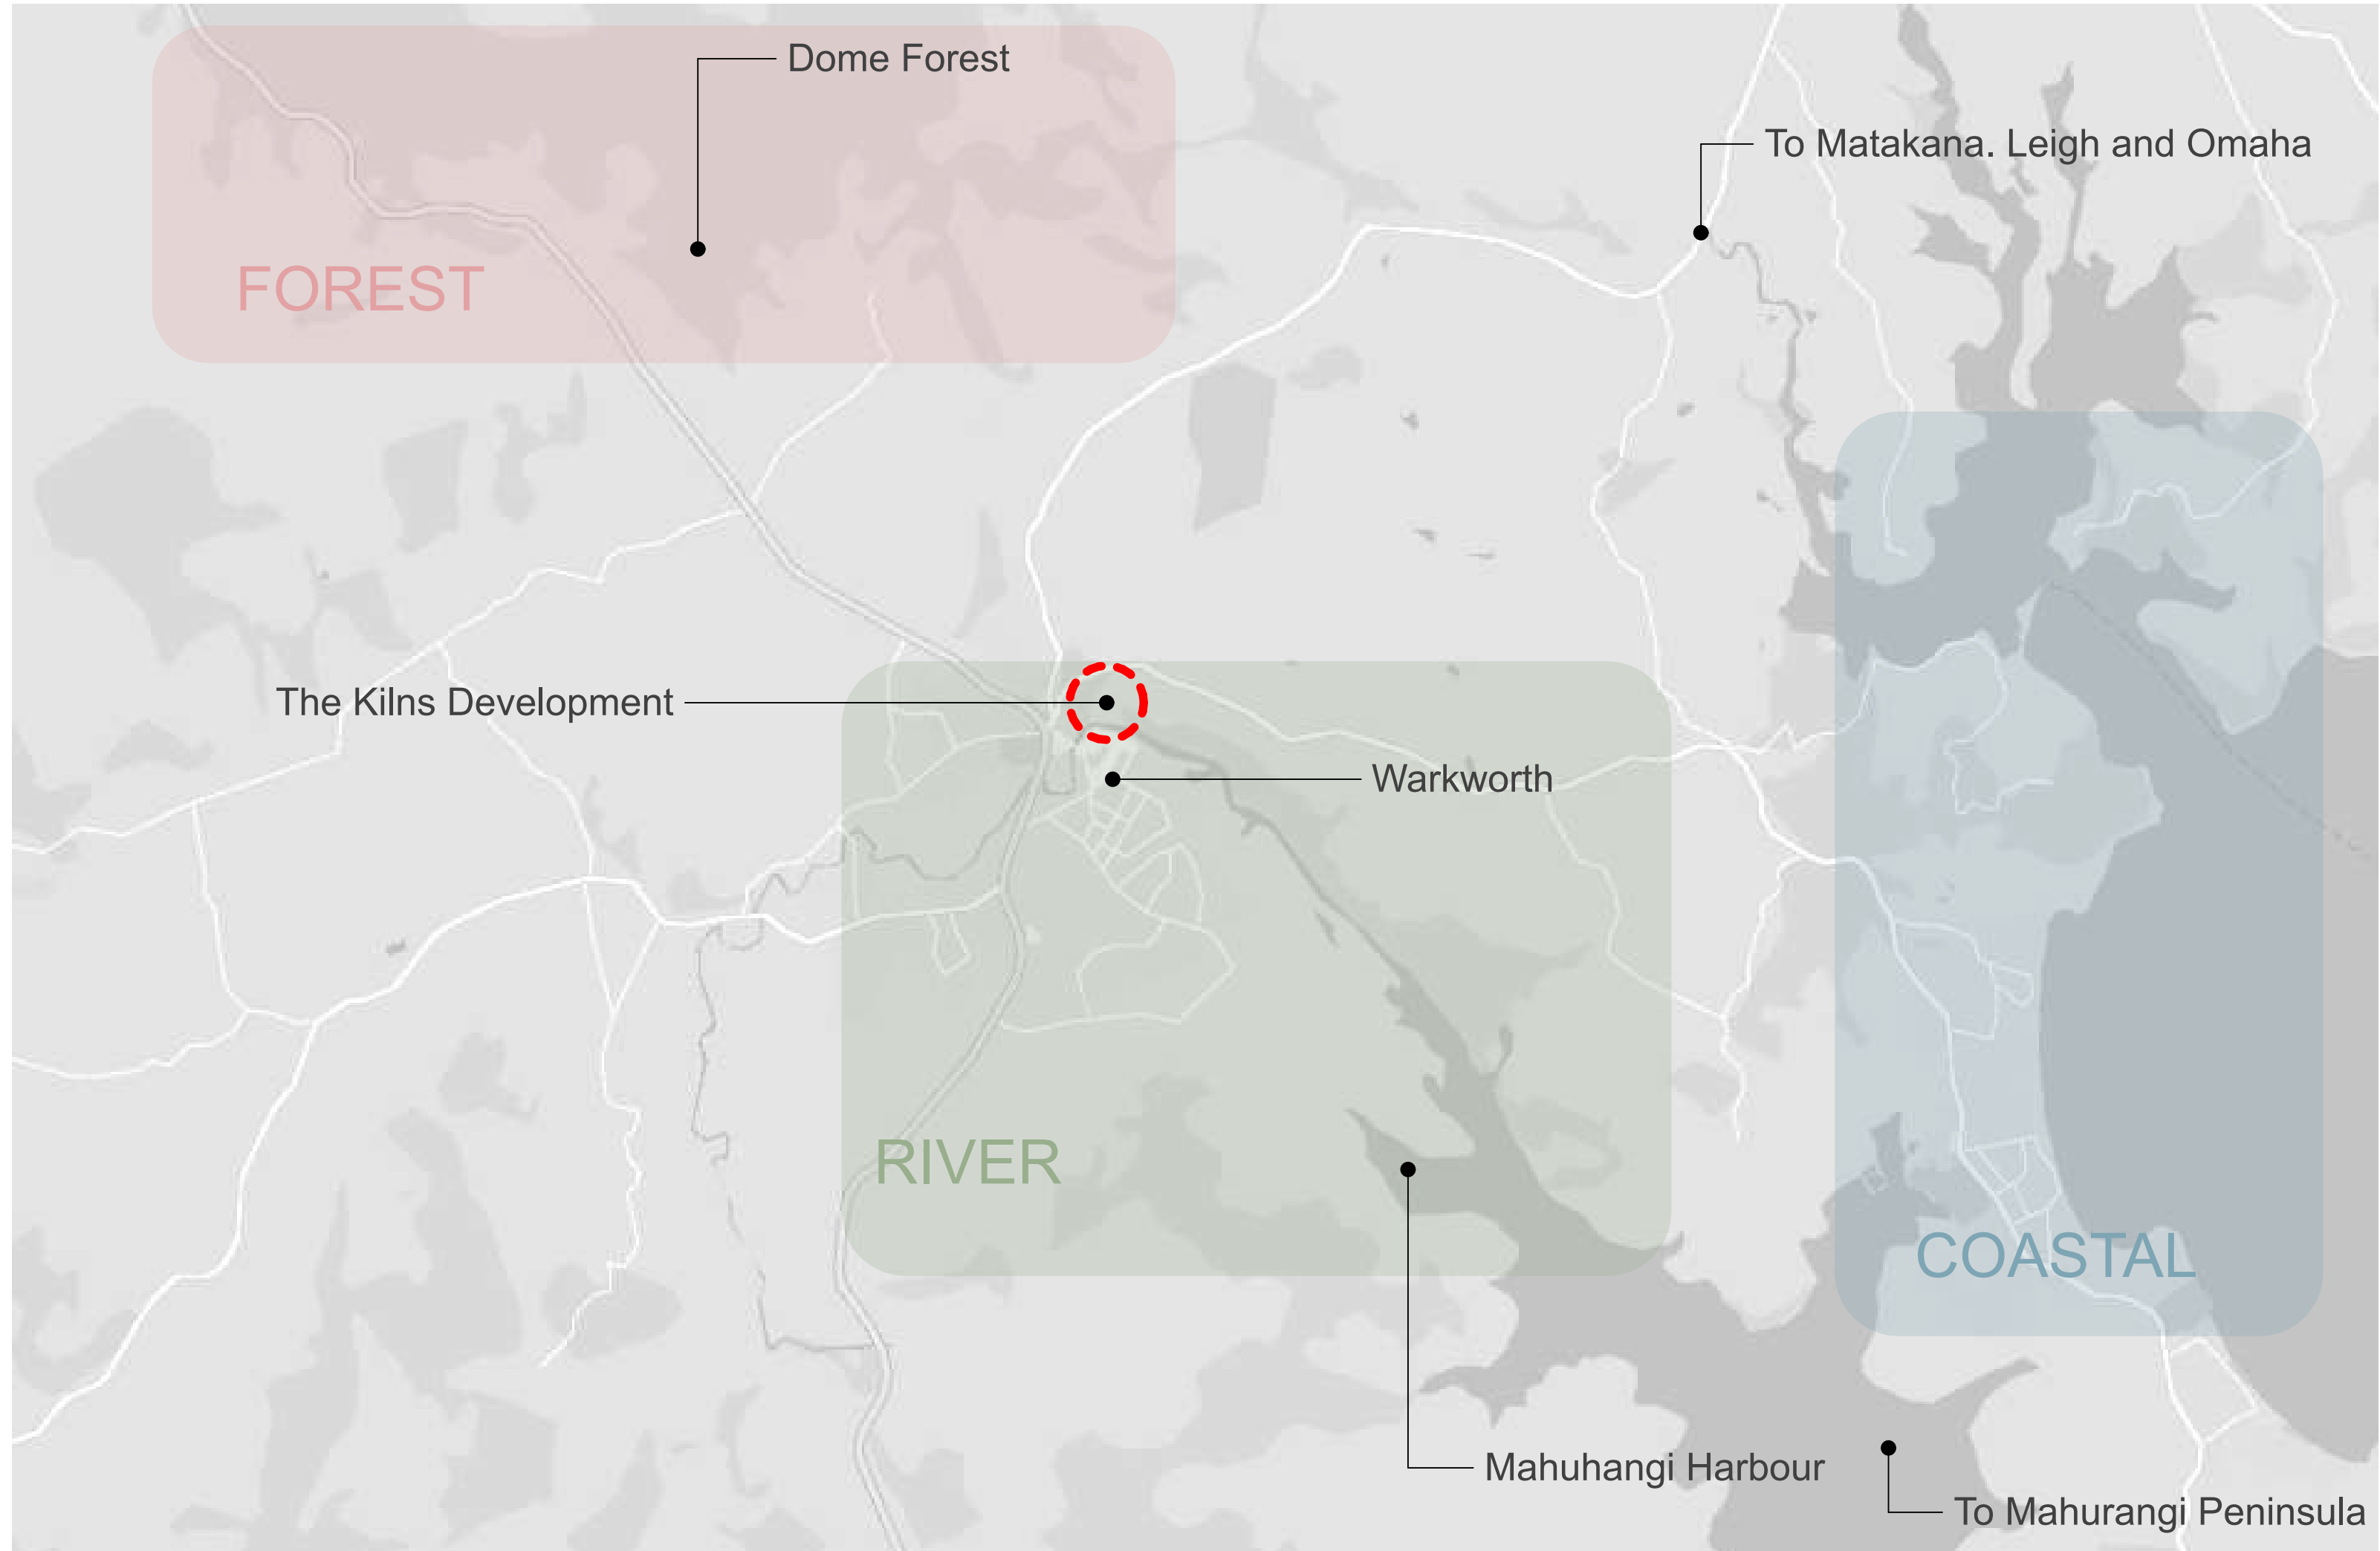 Dome Forest
To Matakana. Leigh and Omaha
FOREST
The Kilns Development
Warkworth
RIVER
COASTAL
Mahuhangi Harbour
To Mahurangi Peninsula